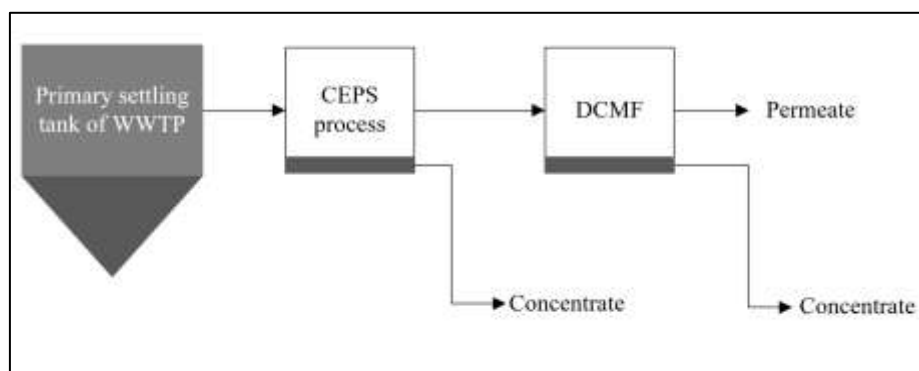 Primary settling
tank of WWTP
CEPS
process
DCMF
Permeate
Concentrate
Concentrate